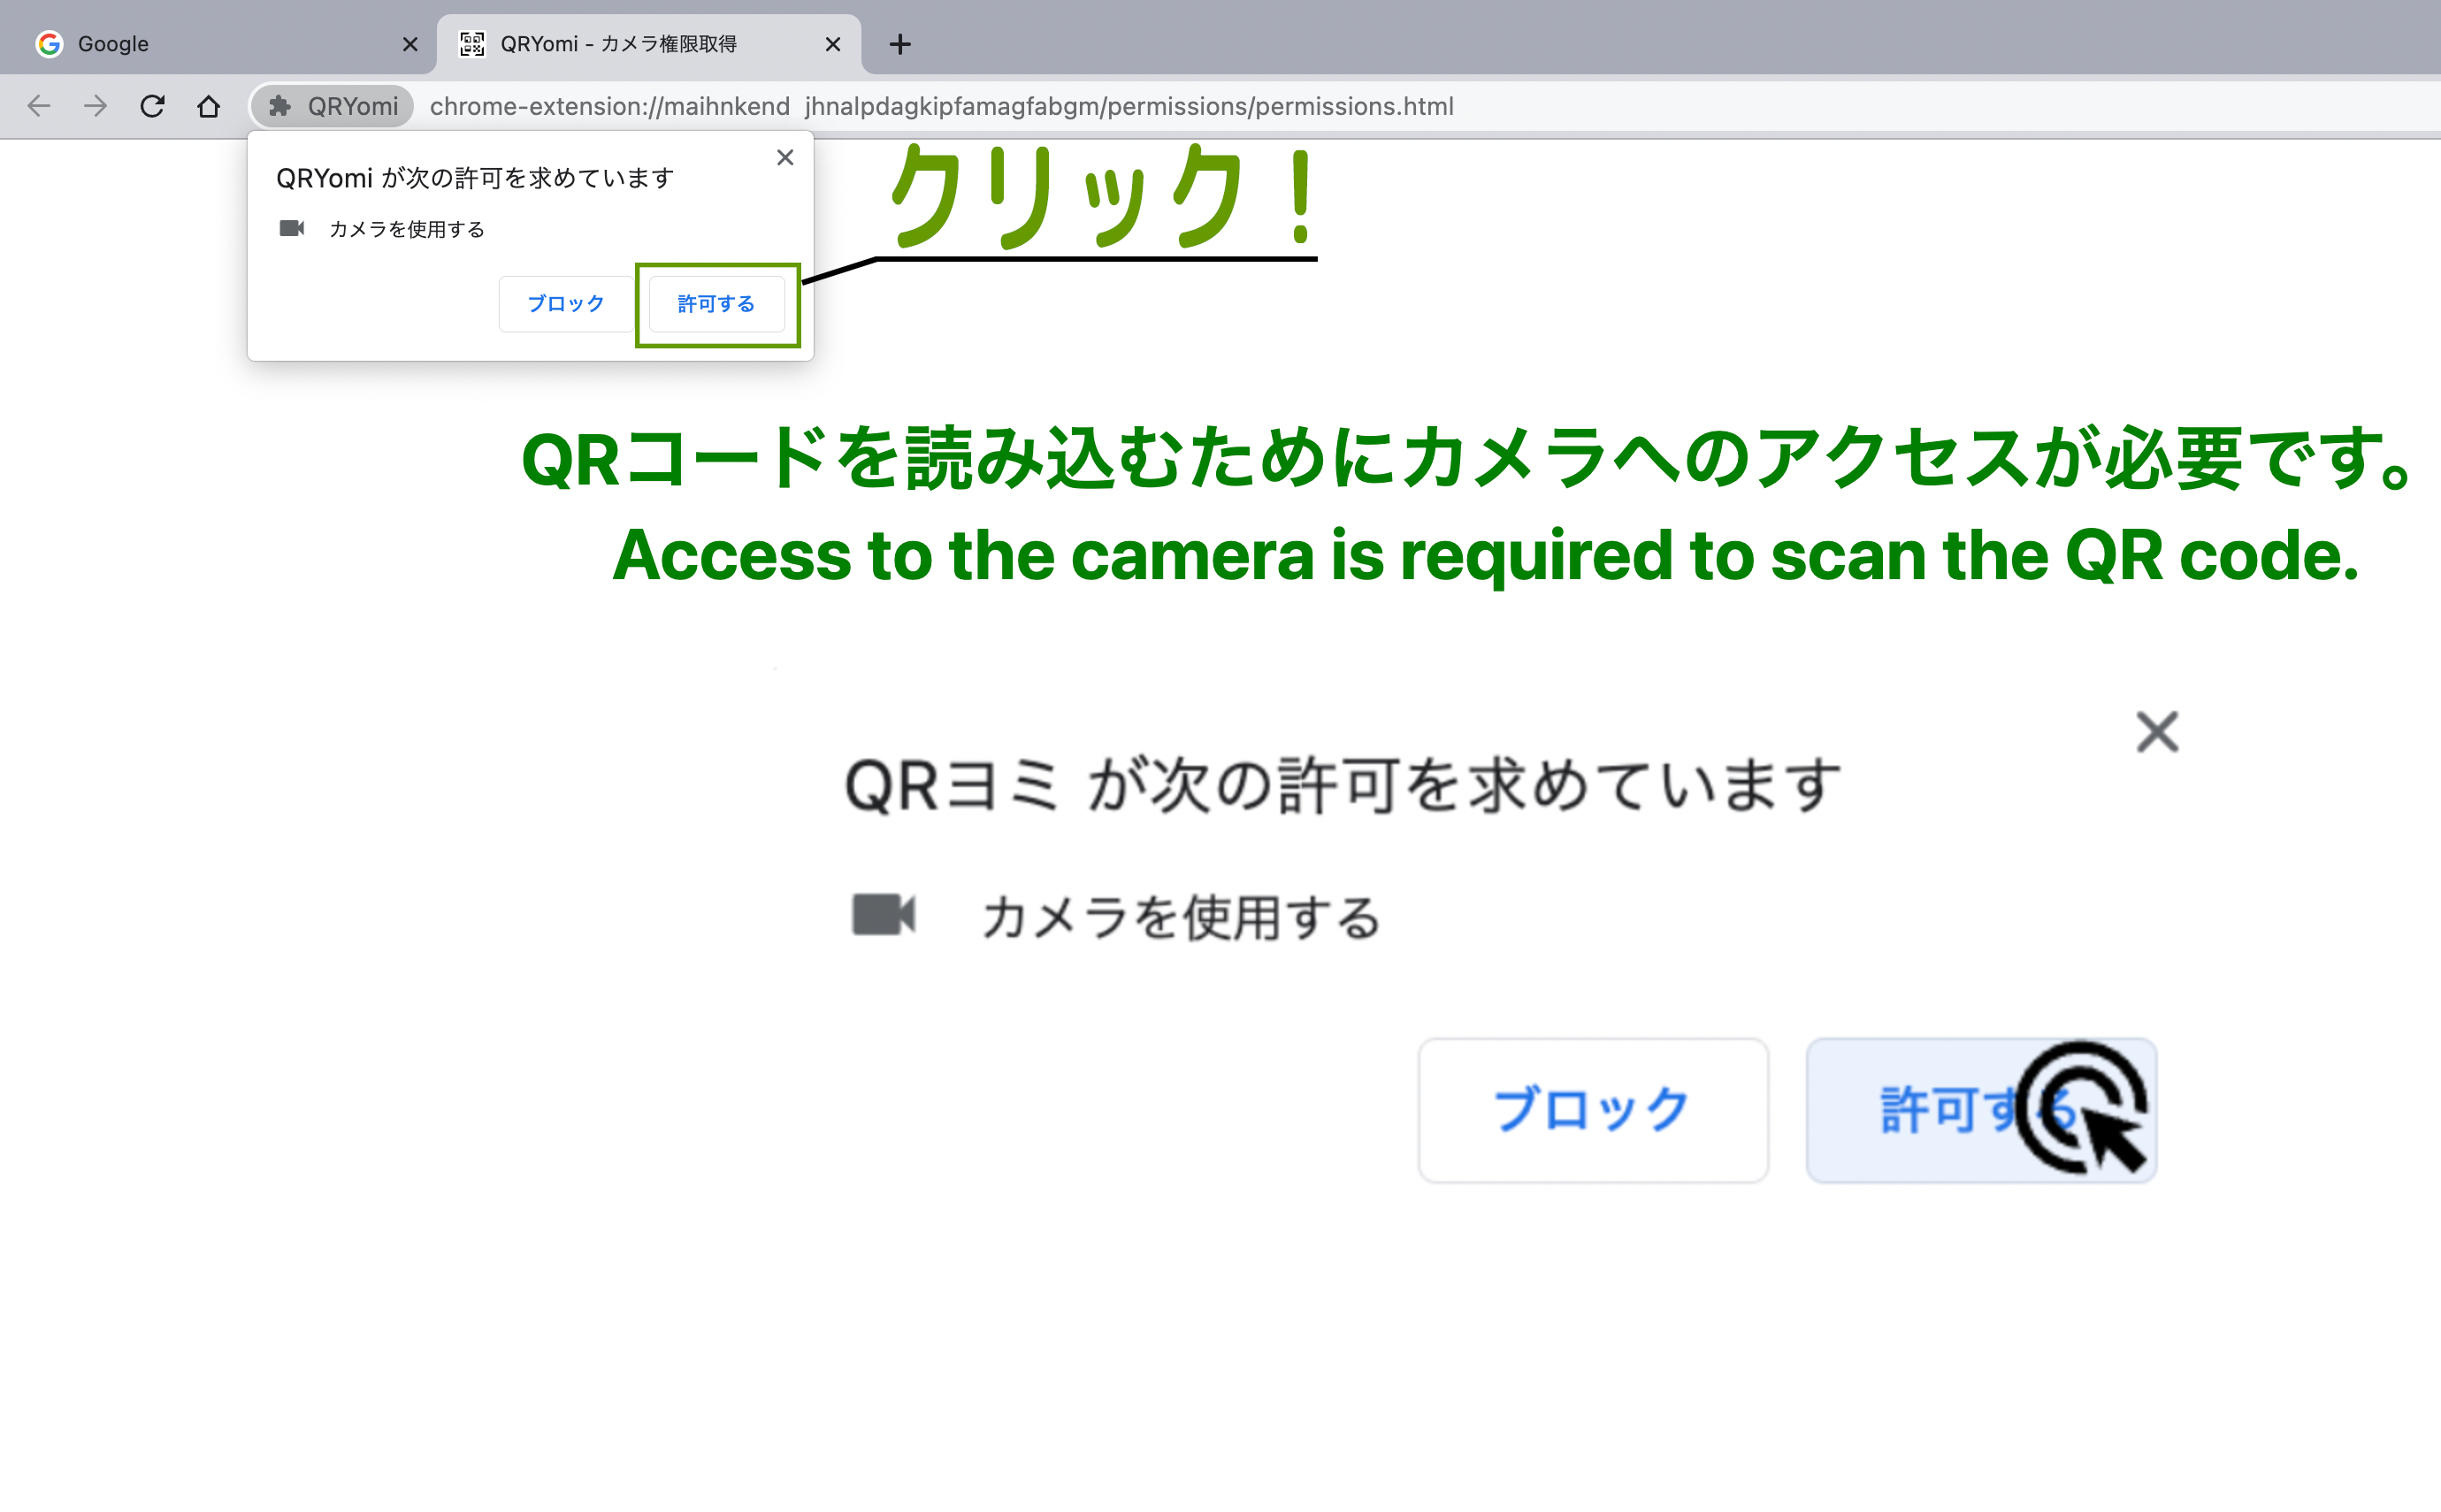 Google
QRYomi - カメラ権限取得
QRYomi chrome-extension://maihnkend jhnalpdagkipfamagfabgm/permissions/permissions.html
QRYomi が次の許可を求めています
カメラを使用する
ブロック 許可する
クリック！
QRコードを読み込むためにカメラへのアクセスが必要です。
Access to the camera is required to scan the QR code.
QRヨミ が次の許可を求めています
カメラを使用する
ブロック 許可する